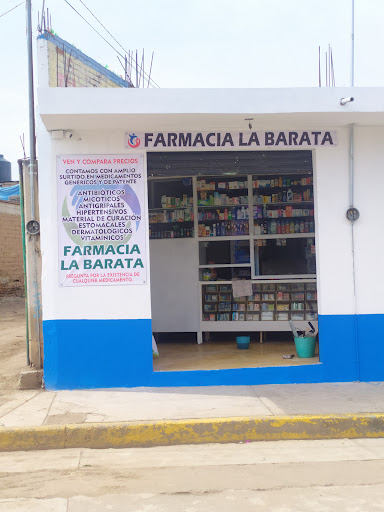 FARMACIA LA BARATA
VEN Y COMPARA PRECIOS
CONTAMOS CON AMPLIO
SURTIDO EN MEDICAMENTOS
GENERICOS Y DE PATENTE
ANTIBIÓTICOS
MICOTICOS
ANTIGRIPALES
HIPERTENSIVOS
MATERIAL DE CURACION
ESTOMACALES
DERMATOLOGICOS
VITAMINICOS
FARMACIA
LA BARATA
PREGUNTA POR LA EXISTENCIA DE
CUALQUIER MEDICAMENTO